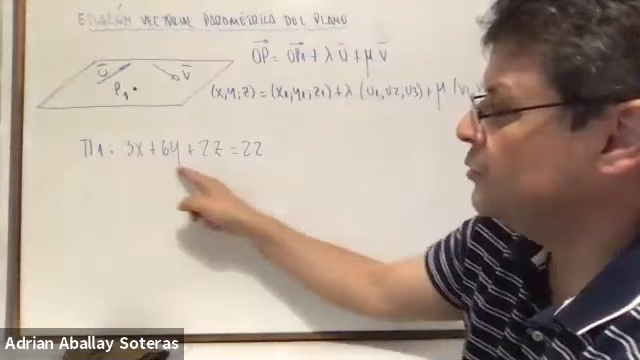 ECUACIÓN VECTORIAL PARAMÉTRICA DEL PLANO
OP = OP1 + λ U + μ V
U
V
P1
(x,y,z) = (x1,y1,z1) + λ (U1,U2,U3) + μ (V1,
Π1: 3x + 6y + 2z = 22
Adrian Aballay Soteras